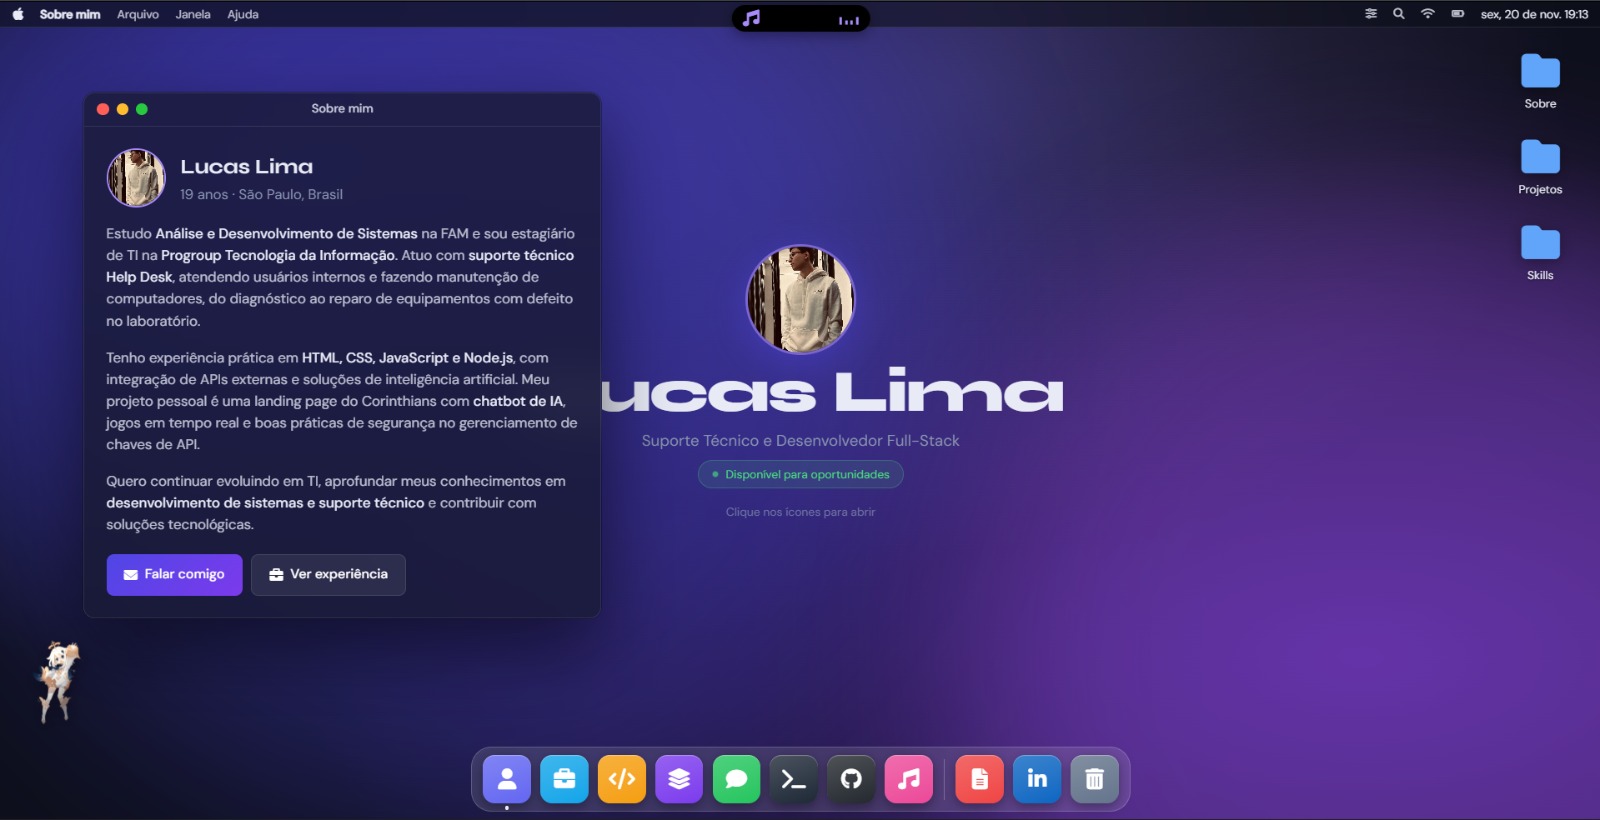 Sobre mim Arquivo Janela Ajuda
sex, 20 de nov. 19:13
Sobre
Projetos
Skills
Sobre mim
Lucas Lima
19 anos · São Paulo, Brasil
Estudo Análise e Desenvolvimento de Sistemas na FAM e sou estagiário
de TI na Progroup Tecnologia da Informação. Atuo com suporte técnico
Help Desk, atendendo usuários internos e fazendo manutenção de
computadores, do diagnóstico ao reparo de equipamentos com defeito
no laboratório.
Tenho experiência prática em HTML, CSS, JavaScript e Node.js, com
integração de APIs externas e soluções de inteligência artificial. Meu
projeto pessoal é uma landing page do Corinthians com chatbot de IA,
jogos em tempo real e boas práticas de segurança no gerenciamento de
chaves de API.
Quero continuar evoluindo em TI, aprofundar meus conhecimentos em
desenvolvimento de sistemas e suporte técnico e contribuir com
soluções tecnológicas.
Falar comigo
Ver experiência
ucas Lima
Suporte Técnico e Desenvolvedor Full-Stack
Disponível para oportunidades
Clique nos ícones para abrir
in